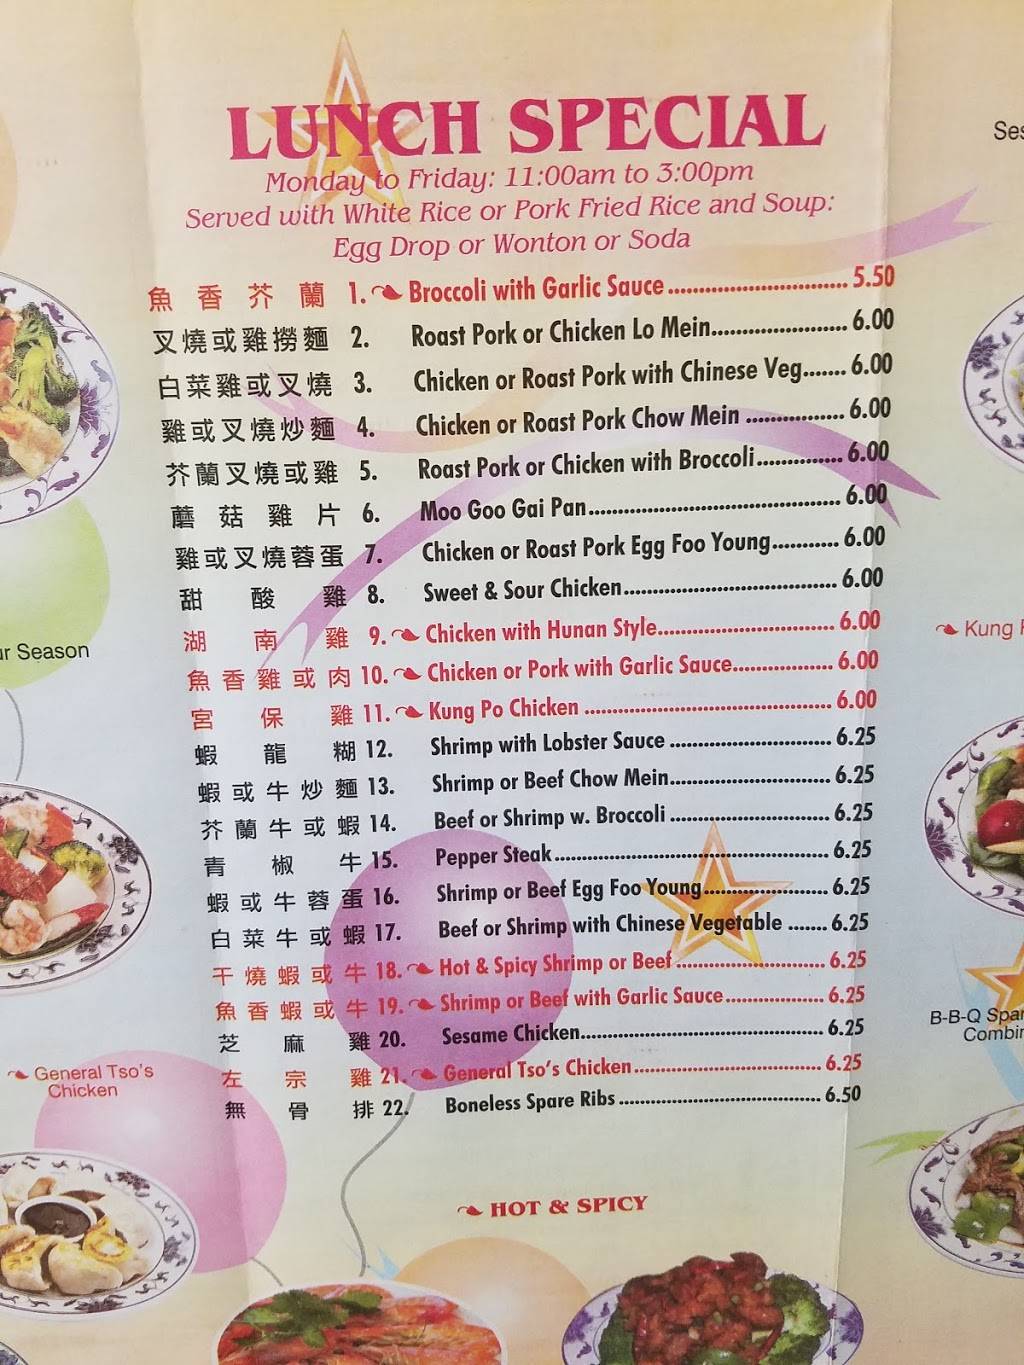 LUNCH SPECIAL
Monday to Friday: 11:00am to 3:00pm
Served with White Rice or Pork Fried Rice and Soup:
Egg Drop or Wonton or Soda
魚香芥蘭 1. Broccoli with Garlic Sauce 5.50
叉燒或雞撈麵 2. Roast Pork or Chicken Lo Mein 6.00
白菜雞或叉燒 3. Chicken or Roast Pork with Chinese Veg 6.00
雞或叉燒炒麵 4. Chicken or Roast Pork Chow Mein 6.00
芥蘭叉燒或雞 5. Roast Pork or Chicken with Broccoli 6.00
蘑菇雞片 6. Moo Goo Gai Pan 6.00
雞或叉燒蓉蛋 7. Chicken or Roast Pork Egg Foo Young 6.00
甜酸雞 8. Sweet & Sour Chicken 6.00
湖南雞 9. Chicken with Hunan Style 6.00
魚香雞或肉 10. Chicken or Pork with Garlic Sauce 6.00
宮保雞 11. Kung Po Chicken 6.00
蝦龍糊 12. Shrimp with Lobster Sauce 6.25
蝦或牛炒麵 13. Shrimp or Beef Chow Mein 6.25
芥蘭牛或蝦 14. Beef or Shrimp w. Broccoli 6.25
青椒牛 15. Pepper Steak 6.25
蝦或牛蓉蛋 16. Shrimp or Beef Egg Foo Young 6.25
白菜牛或蝦 17. Beef or Shrimp with Chinese Vegetable 6.25
干燒蝦或牛 18. Hot & Spicy Shrimp or Beef 6.25
魚香蝦或牛 19. Shrimp or Beef with Garlic Sauce 6.25
芝麻雞 20. Sesame Chicken 6.25
左宗雞 21. General Tso's Chicken 6.25
無骨排 22. Boneless Spare Ribs 6.50
HOT & SPICY
Season
General Tso's
Chicken
Kung
B-B-Q